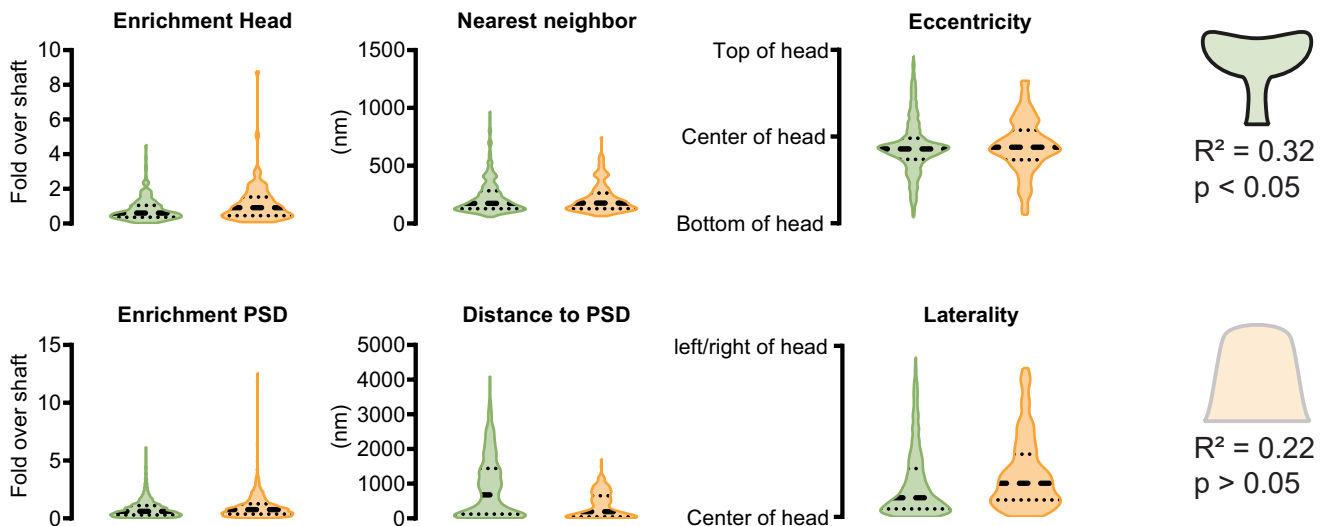 Enrichment Head
Fold over shaft
10
8
6
4
2
0
Nearest neighbor
(nm)
1500
1000
500
0
Eccentricity
Top of head
Center of head
Bottom of head
R² = 0.32
p < 0.05
Enrichment PSD
Fold over shaft
15
10
5
0
Distance to PSD
(nm)
5000
4000
3000
2000
1000
0
Laterality
left/right of head
Center of head
R² = 0.22
p > 0.05